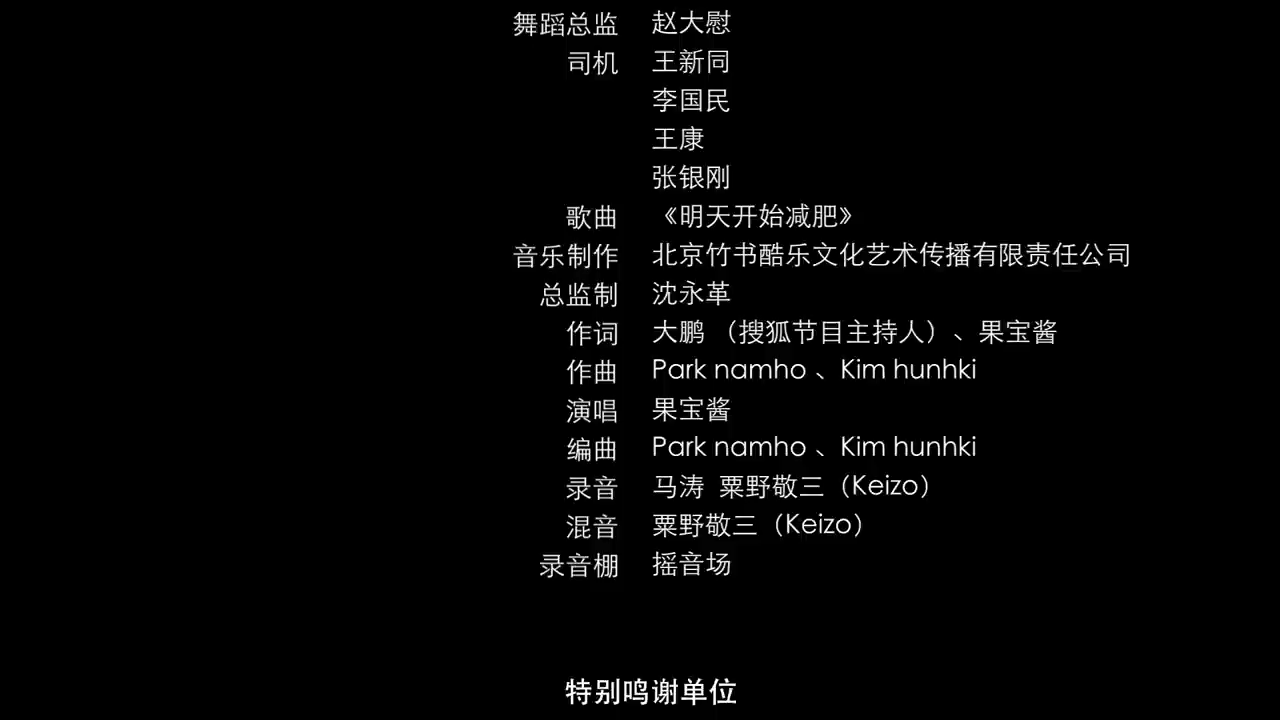 舞蹈总监 赵大慰
司机 王新同
李国民
王康
张银刚
歌曲 《明天开始减肥》
音乐制作 北京竹书酷乐文化艺术传播有限责任公司
总监制 沈永革
作词 大鹏 （搜狐节目主持人）、果宝酱
作曲 Park namho 、Kim hunhki
演唱 果宝酱
编曲 Park namho 、Kim hunhki
录音 马涛 粟野敬三（Keizo）
混音 粟野敬三（Keizo）
录音棚 摇音场
特别鸣谢单位